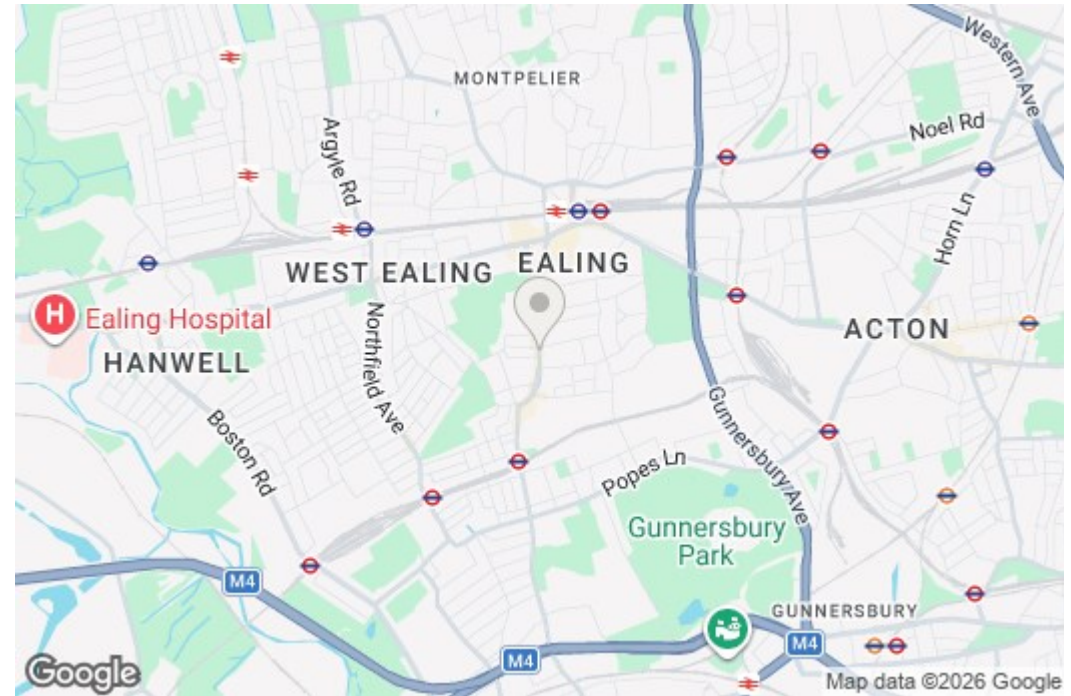 Western Ave
MONTPELIER
Argyle Rd
Noel Rd
Horn Ln
WEST EALING
EALING
H
Ealing Hospital
HANWELL
Northfield Ave
ACTON
Boston Rd
Gunnersbury Ave
Popes Ln
Gunnersbury
Park
M4
GUNNERSBURY
M4
M4
Google
Map data ©2026 Google